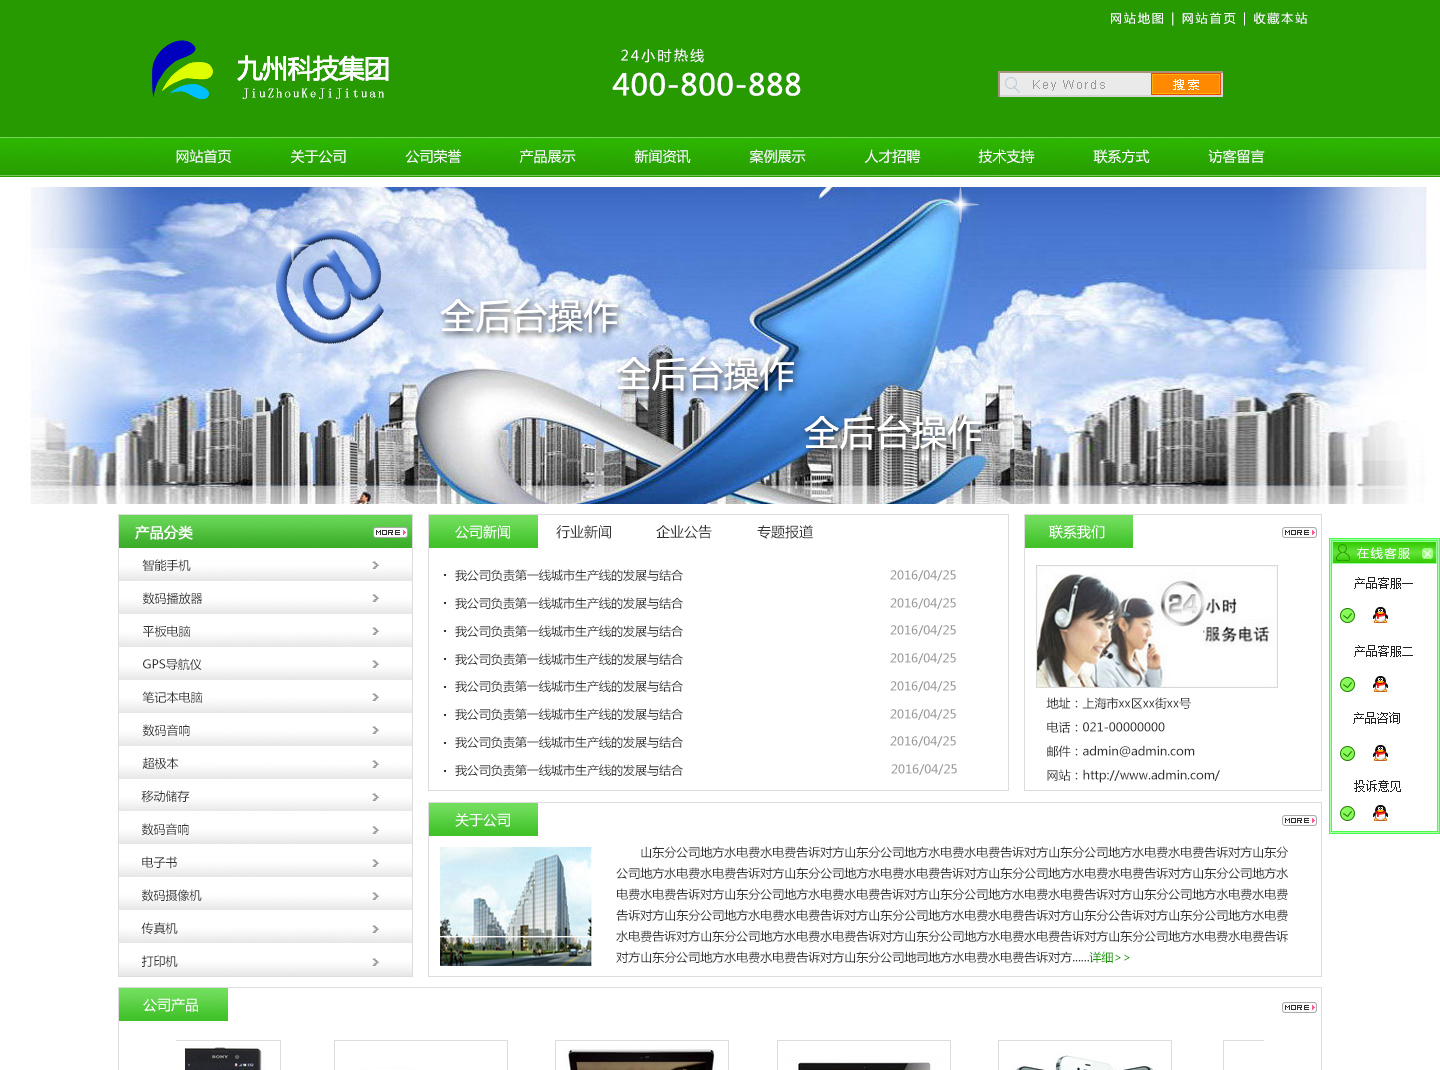 网站地图 | 网站首页 | 收藏本站
九州科技集团
JiuZhouKeJiJituan
24小时热线
400-800-888
Key Words
搜索
网站首页 关于公司 公司荣誉 产品展示 新闻资讯 案例展示 人才招聘 技术支持 联系方式 访客留言
@
全后台操作
全后台操作
全后台操作
产品分类 MORE
智能手机
数码播放器
平板电脑
GPS导航仪
笔记本电脑
数码音响
超极本
移动储存
数码音响
电子书
数码摄像机
传真机
打印机
公司新闻 行业新闻 企业公告 专题报道
· 我公司负责第一线城市生产线的发展与结合 2016/04/25
· 我公司负责第一线城市生产线的发展与结合 2016/04/25
· 我公司负责第一线城市生产线的发展与结合 2016/04/25
· 我公司负责第一线城市生产线的发展与结合 2016/04/25
· 我公司负责第一线城市生产线的发展与结合 2016/04/25
· 我公司负责第一线城市生产线的发展与结合 2016/04/25
· 我公司负责第一线城市生产线的发展与结合 2016/04/25
· 我公司负责第一线城市生产线的发展与结合 2016/04/25
联系我们 MORE
24小时
服务电话
地址：上海市xx区xx街xx号
电话：021-00000000
邮件：admin@admin.com
网站：http://www.admin.com/
在线客服
产品客服一
产品客服二
产品咨询
投诉意见
关于公司 MORE
山东分公司地方水电费水电费告诉对方山东分公司地方水电费水电费告诉对方山东分公司地方水电费水电费告诉对方山东分
公司地方水电费水电费告诉对方山东分公司地方水电费水电费告诉对方山东分公司地方水电费水电费告诉对方山东分公司地方水
电费水电费告诉对方山东分公司地方水电费水电费告诉对方山东分公司地方水电费水电费告诉对方山东分公司地方水电费水电费
告诉对方山东分公司地方水电费水电费告诉对方山东分公司地方水电费水电费告诉对方山东分公告诉对方山东分公司地方水电费
水电费告诉对方山东分公司地方水电费水电费告诉对方山东分公司地方水电费水电费告诉对方山东分公司地方水电费水电费告诉
对方山东分公司地方水电费水电费告诉对方山东分公司地司地方水电费水电费告诉对方......详细>>
公司产品 MORE
SONY